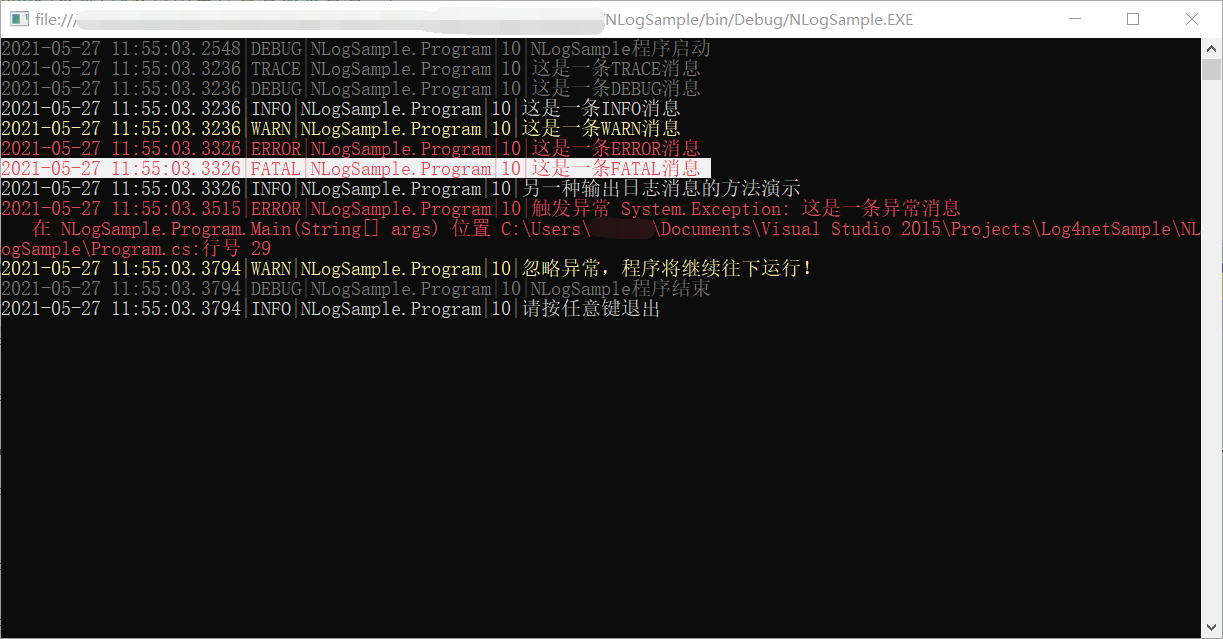 file:///
/NLogSample/bin/Debug/NLogSample.EXE
2021-05-27 11:55:03.2548|DEBUG|NLogSample.Program|10|NLogSample程序启动
2021-05-27 11:55:03.3236|TRACE|NLogSample.Program|10|这是一条TRACE消息
2021-05-27 11:55:03.3236|DEBUG|NLogSample.Program|10|这是一条DEBUG消息
2021-05-27 11:55:03.3236|INFO|NLogSample.Program|10|这是一条INFO消息
2021-05-27 11:55:03.3236|WARN|NLogSample.Program|10|这是一条WARN消息
2021-05-27 11:55:03.3326|ERROR|NLogSample.Program|10|这是一条ERROR消息
2021-05-27 11:55:03.3326|FATAL|NLogSample.Program|10|这是一条FATAL消息
2021-05-27 11:55:03.3326|INFO|NLogSample.Program|10|另一种输出日志消息的方法演示
2021-05-27 11:55:03.3515|ERROR|NLogSample.Program|10|触发异常 System.Exception: 这是一条异常消息
在 NLogSample.Program.Main(String[] args) 位置 C:\Users\ \Documents\Visual Studio 2015\Projects\Log4netSample\NL
ogSample\Program.cs:行号 29
2021-05-27 11:55:03.3794|WARN|NLogSample.Program|10|忽略异常，程序将继续往下运行！
2021-05-27 11:55:03.3794|DEBUG|NLogSample.Program|10|NLogSample程序结束
2021-05-27 11:55:03.3794|INFO|NLogSample.Program|10|请按任意键退出